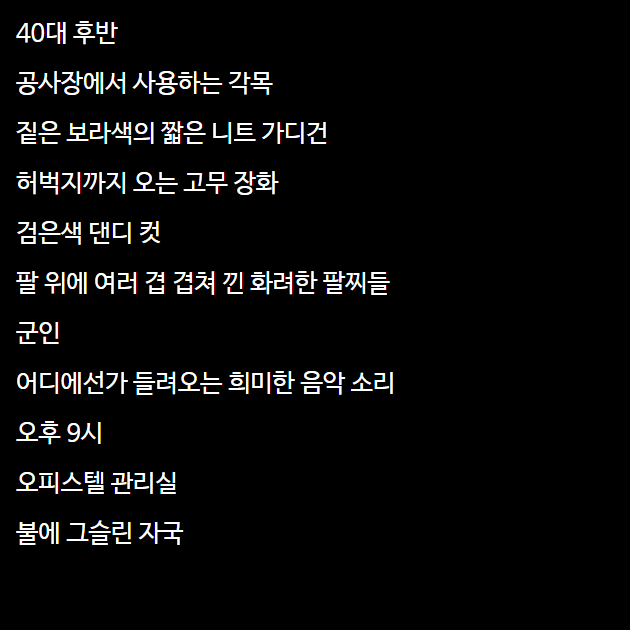 40대 후반
공사장에서 사용하는 각목
짙은 보라색의 짧은 니트 가디건
허벅지까지 오는 고무 장화
검은색 댄디 컷
팔 위에 여러 겹 겹쳐 낀 화려한 팔찌들
군인
어디에선가 들려오는 희미한 음악 소리
오후 9시
오피스텔 관리실
불에 그슬린 자국